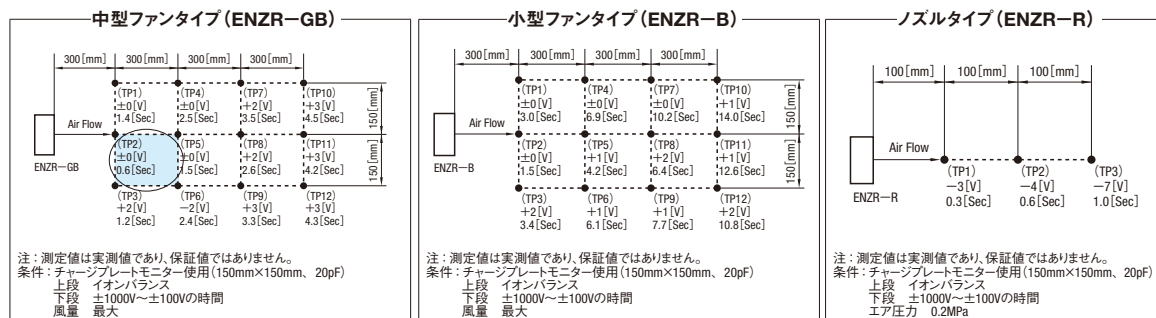 中型ファンタイプ（ENZR－GB）
300［mm］ 300［mm］ 300［mm］ 300［mm］
(TP1) (TP4) (TP7) (TP10)
±0［V］ ±0［V］ +2［V］ +3［V］
1.4［Sec］ 2.5［Sec］ 3.5［Sec］ 4.5［Sec］
150［mm］
Air Flow
(TP2) (TP5) (TP8) (TP11)
±0［V］ ±0［V］ +2［V］ +3［V］
0.6［Sec］ 1.5［Sec］ 2.6［Sec］ 4.2［Sec］
150［mm］
ENZR－GB
(TP3) (TP6) (TP9) (TP12)
+2［V］ −2［V］ +3［V］ +3［V］
1.2［Sec］ 2.4［Sec］ 3.3［Sec］ 4.3［Sec］
注：測定値は実測値であり、保証値ではありません。
条件：チャージプレートモニター使用（150mm×150mm、 20pF）
上段 イオンバランス
下段 ±1000V～±100Vの時間
風量 最大
小型ファンタイプ（ENZR－B）
300［mm］ 300［mm］ 300［mm］ 300［mm］
(TP1) (TP4) (TP7) (TP10)
±0［V］ ±0［V］ ±0［V］ +1［V］
3.0［Sec］ 6.9［Sec］ 10.2［Sec］ 14.0［Sec］
150［mm］
Air Flow
(TP2) (TP5) (TP8) (TP11)
±0［V］ +1［V］ +2［V］ +1［V］
1.5［Sec］ 4.2［Sec］ 6.4［Sec］ 12.6［Sec］
150［mm］
ENZR－B
(TP3) (TP6) (TP9) (TP12)
+2［V］ +1［V］ +1［V］ +2［V］
3.4［Sec］ 6.1［Sec］ 7.7［Sec］ 10.8［Sec］
注：測定値は実測値であり、保証値ではありません。
条件：チャージプレートモニター使用（150mm×150mm、 20pF）
上段 イオンバランス
下段 ±1000V～±100Vの時間
風量 最大
ノズルタイプ（ENZR－R）
100［mm］ 100［mm］ 100［mm］
Air Flow
ENZR－R
(TP1) (TP2) (TP3)
−3［V］ −4［V］ −7［V］
0.3［Sec］ 0.6［Sec］ 1.0［Sec］
注：測定値は実測値であり、保証値ではありません。
条件：チャージプレートモニター使用（150mm×150mm、 20pF）
上段 イオンバランス
下段 ±1000V～±100Vの時間
エア圧力 0.2MPa